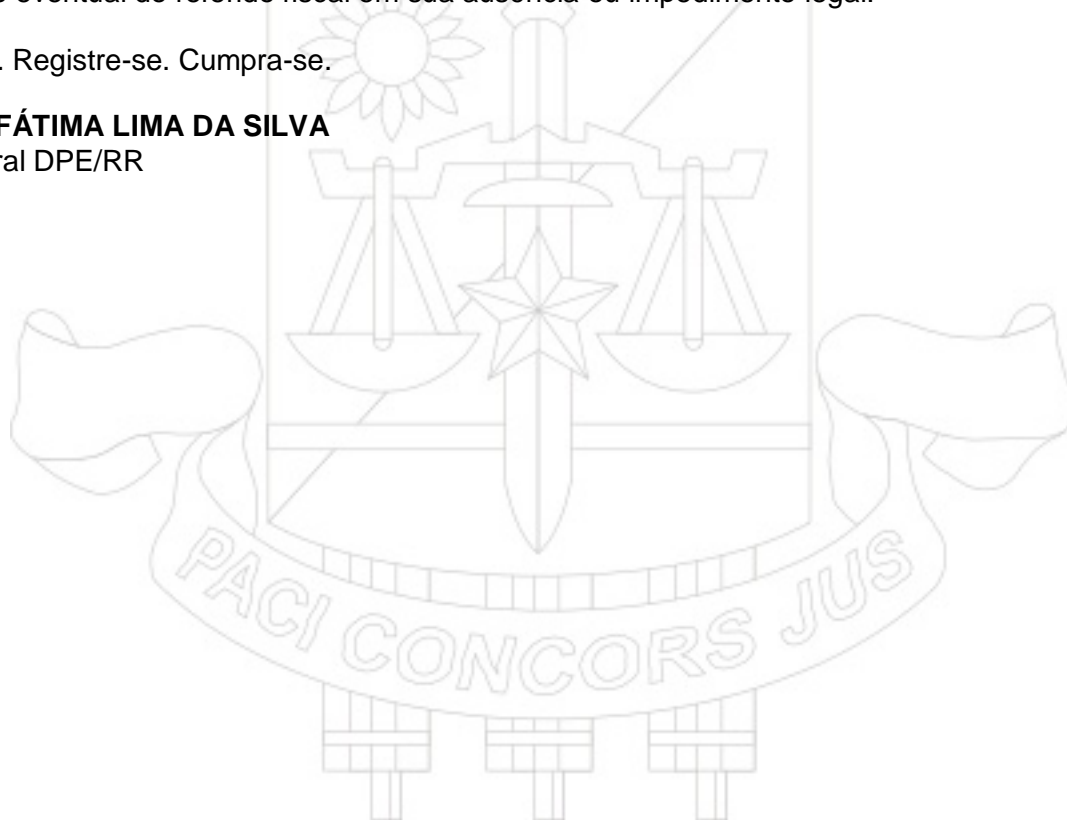 eventual do referido fiscal em sua ausência ou impedimento legal.
. Registre-se. Cumpra-se.
FÁTIMA LIMA DA SILVA
ral DPE/RR
PACI CONCORS JUS